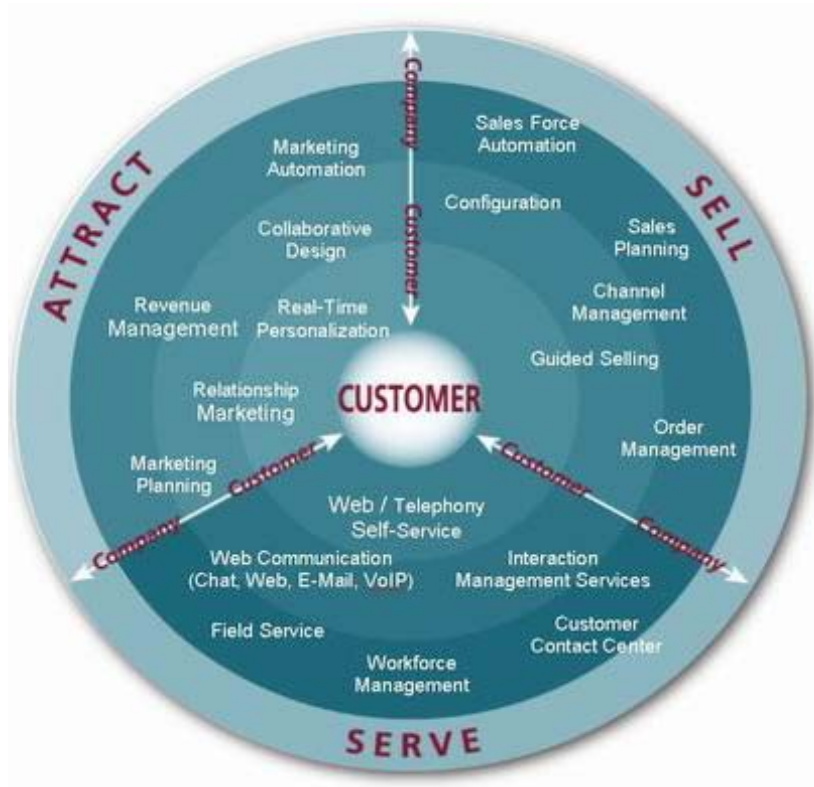 ATTRACT
SELL
SERVE
Company
Customer
Company
Customer
Customer
Company
CUSTOMER
Marketing
Automation
Collaborative
Design
Revenue
Management
Real-Time
Personalization
Relationship
Marketing
Marketing
Planning
Sales Force
Automation
Configuration
Sales
Planning
Channel
Management
Guided Selling
Order
Management
Web / Telephony
Self-Service
Web Communication
(Chat, Web, E-Mail, VoIP)
Interaction
Management Services
Field Service
Customer
Contact Center
Workforce
Management